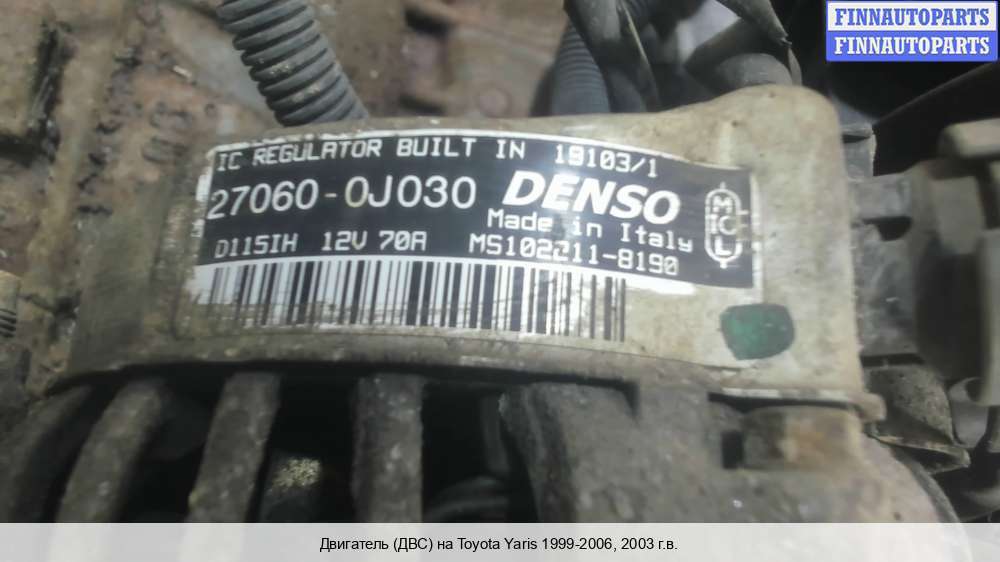 FINNAUTOPARTS
FINNAUTOPARTS
IC REGULATOR BUILT IN 19103/1
27060-0J030 DENSO
Made in Italy
D115IH 12V 70A MS102211-8190
MICL
Двигатель (ДВС) на Toyota Yaris 1999-2006, 2003 г.в.